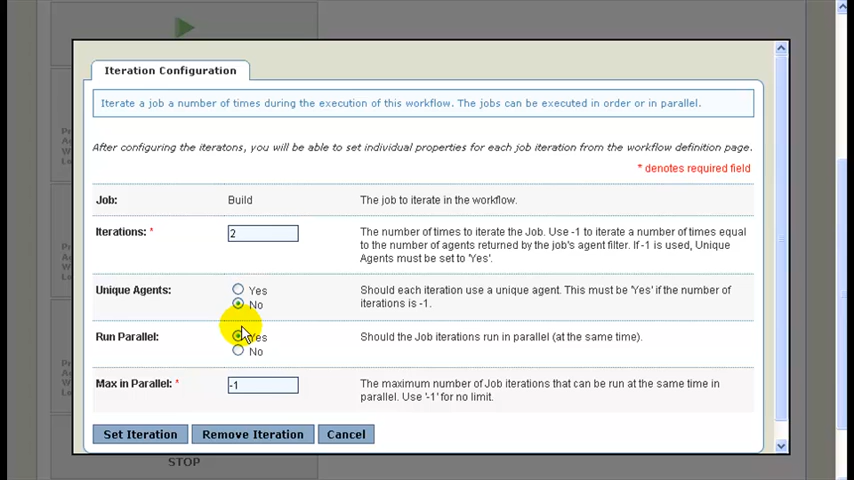 Iteration Configuration
Iterate a job a number of times during the execution of this workflow. The jobs can be executed in order or in parallel.
After configuring the iteratons, you will be able to set individual properties for each job iteration from the workflow definition page.
* denotes required field
Job: Build The job to iterate in the workflow.
Iterations: * 2 The number of times to iterate the Job. Use -1 to iterate a number of times equal
to the number of agents returned by the job's agent filter. If -1 is used, Unique
Agents must be set to 'Yes'.
Unique Agents: Yes Should each iteration use a unique agent. This must be 'Yes' if the number of
No iterations is -1.
Run Parallel: Yes Should the Job iterations run in parallel (at the same time).
No
Max in Parallel: * -1 The maximum number of Job iterations that can be run at the same time in
parallel. Use '-1' for no limit.
Set Iteration Remove Iteration Cancel
STOP